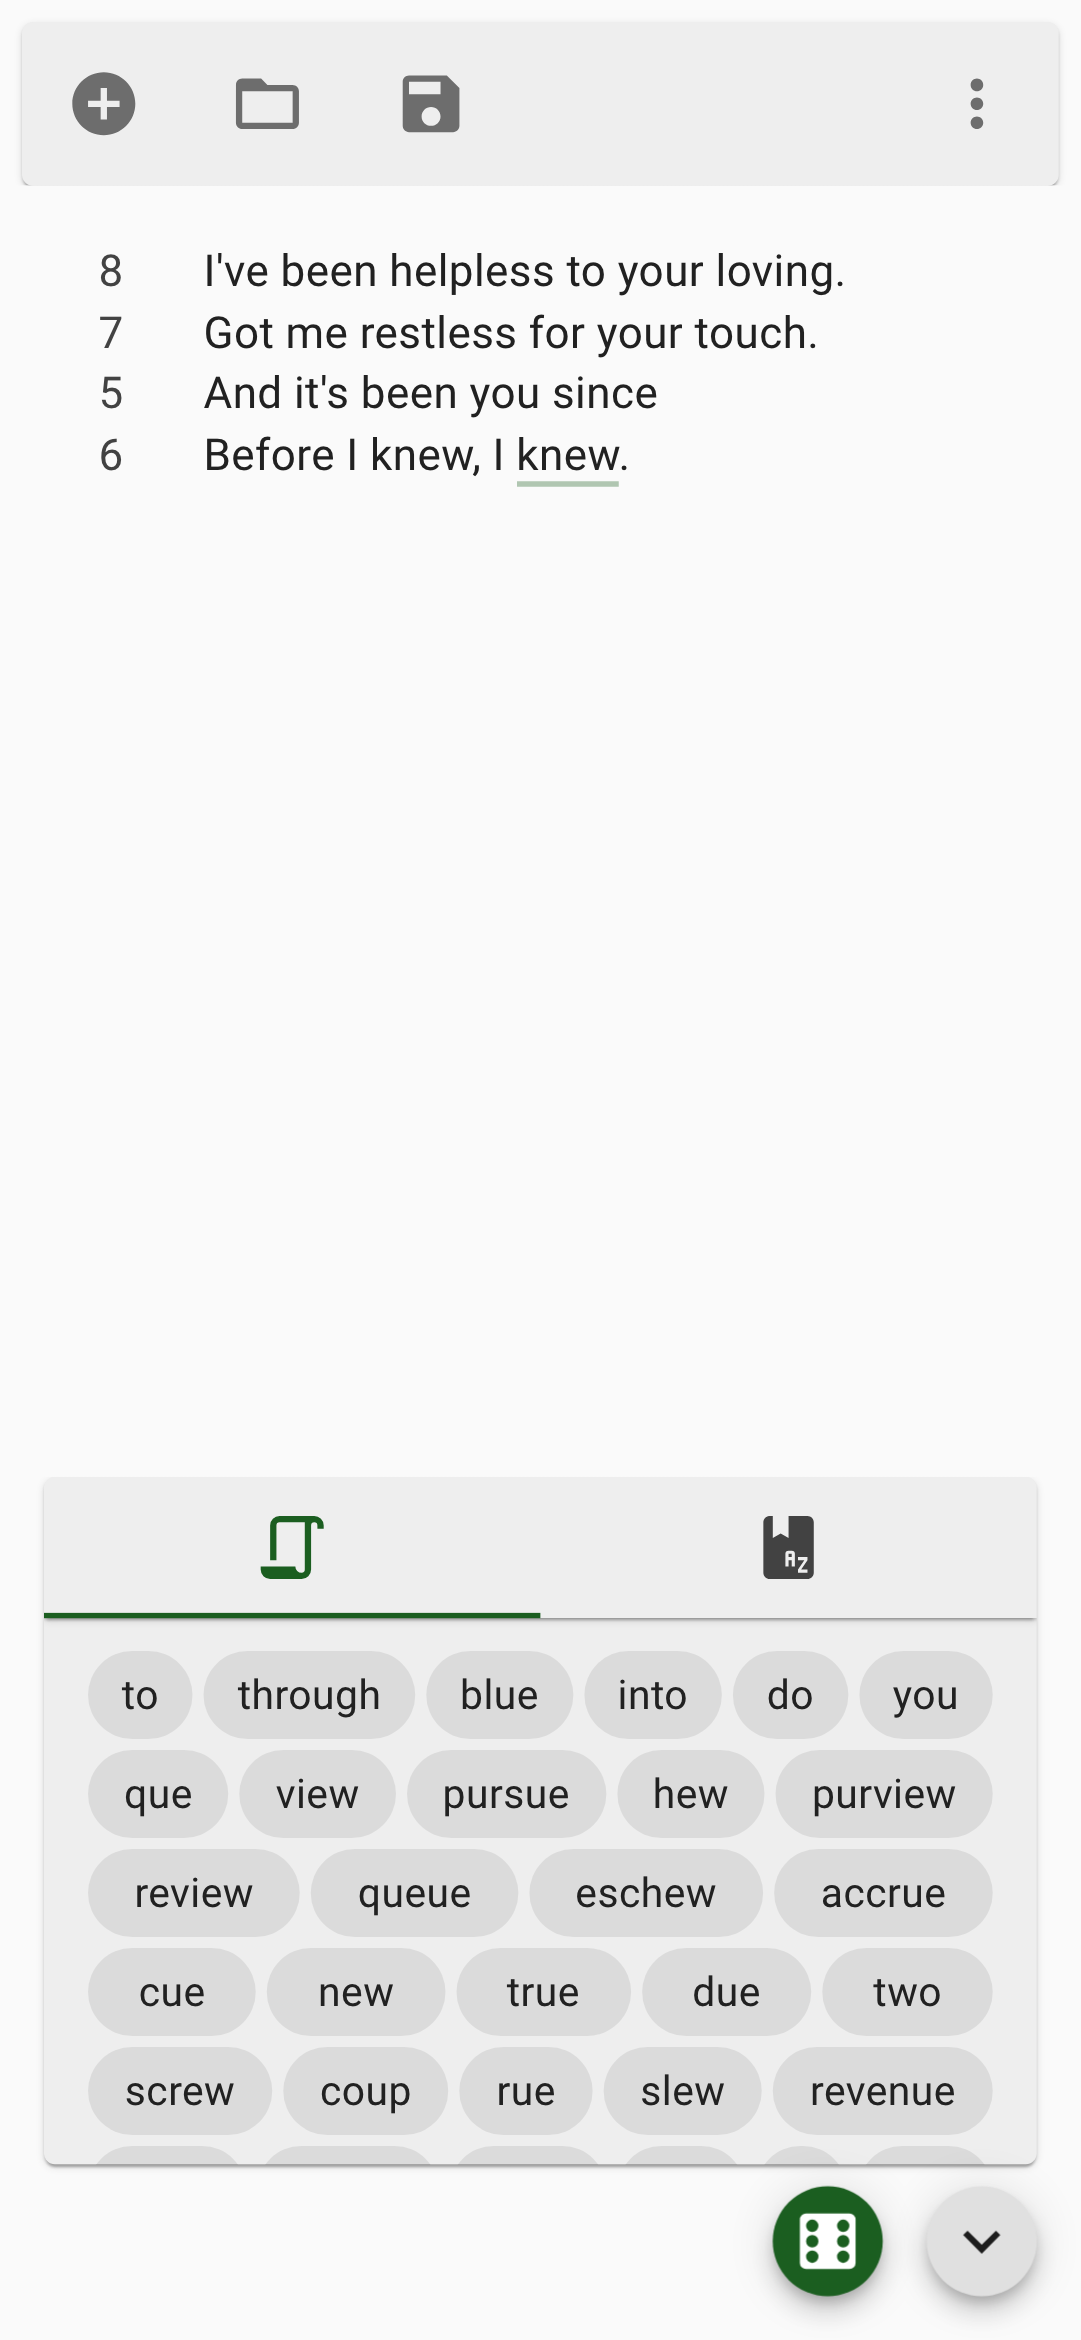 8 I've been helpless to your loving.
7 Got me restless for your touch.
5 And it's been you since
6 Before I knew, I knew.
AZ
to through blue into do you
que view pursue hew purview
review queue eschew accrue
cue new true due two
screw coup rue slew revenue